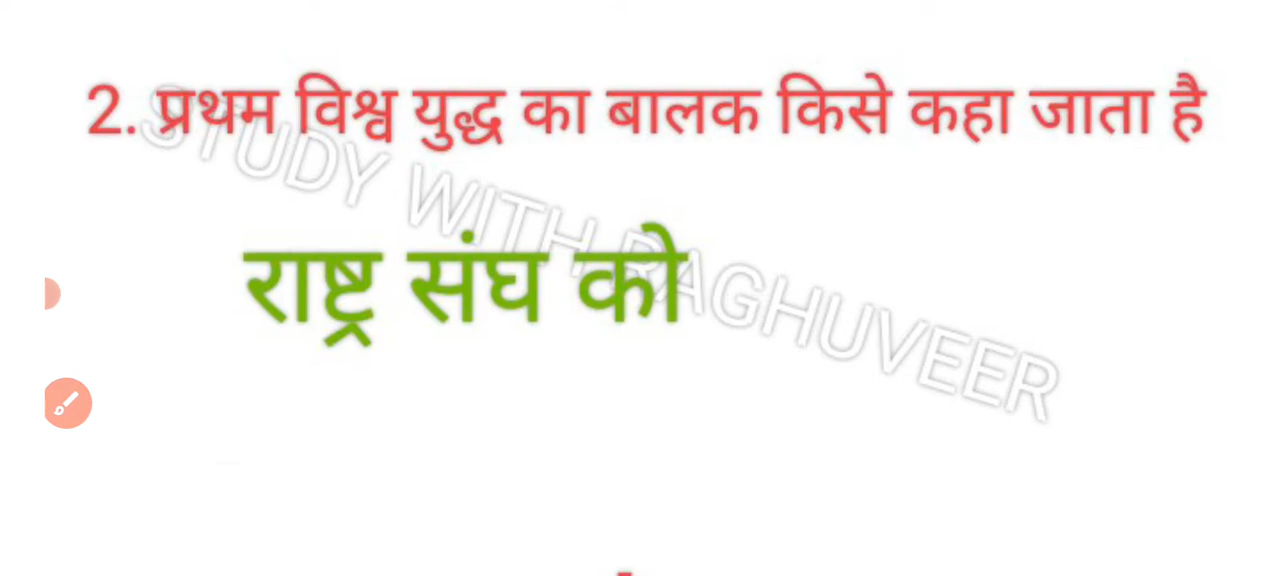 2. प्रथम विश्व युद्ध का बालक किसे कहा जाता है
राष्ट्र संघ को
STUDY WITH RAGHUVEER